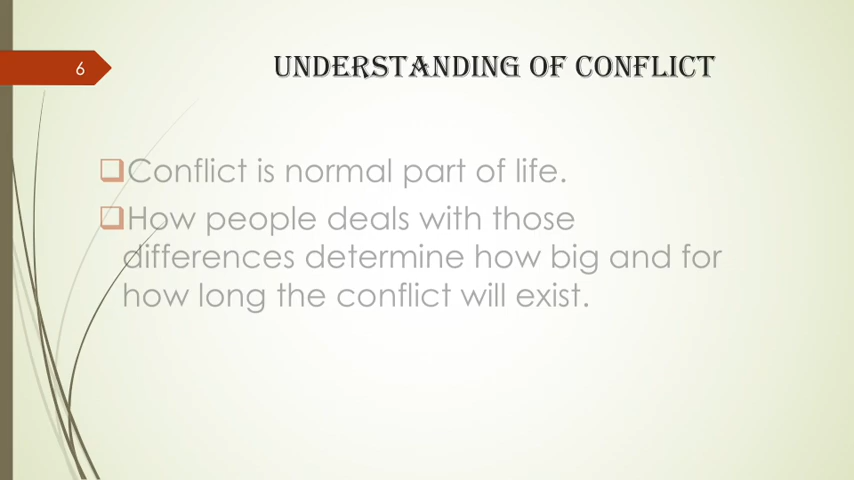 6
UNDERSTANDING OF CONFLICT
Conflict is normal part of life.
How people deals with those
differences determine how big and for
how long the conflict will exist.